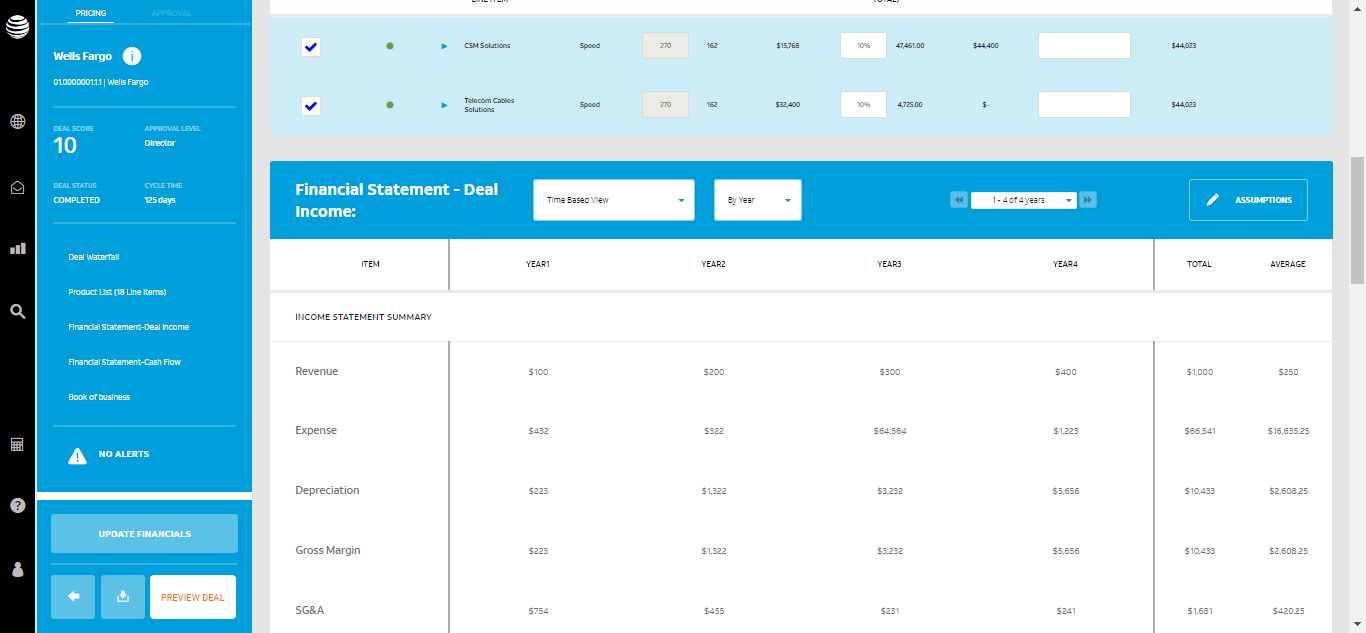 PRICING
APPROVAL
Wells Fargo
01.0000001.1.1 | Wells Fargo
DEAL SCORE
10
APPROVAL LEVEL
Director
DEAL STATUS
COMPLETED
CYCLE TIME
125 days
Deal Waterfall
Product List (18 Line Items)
Financial Statement-Deal Income
Financial Statement-Cash Flow
Book of business
NO ALERTS
UPDATE FINANCIALS
PREVIEW DEAL
CSM Solutions Speed 270 162 $15,768 10% 47,461.00 $44,400 $44,023
Telecom Cables
Solutions
Speed 270 162 $32,400 10% 4,725.00 $- $44,023
Financial Statement - Deal
Income:
Time Based View
By Year
1 - 4 of 4 years
ASSUMPTIONS
ITEM YEAR1 YEAR2 YEAR3 YEAR4 TOTAL AVERAGE
INCOME STATEMENT SUMMARY
Revenue $100 $200 $300 $400 $1,000 $250
Expense $432 $322 $64,564 $1,223 $66,541 $16,635.25
Depreciation $223 $1,322 $3,232 $5,656 $10,433 $2,608.25
Gross Margin $223 $1,322 $3,232 $5,656 $10,433 $2,608.25
SG&A $754 $455 $231 $241 $1,681 $420.25